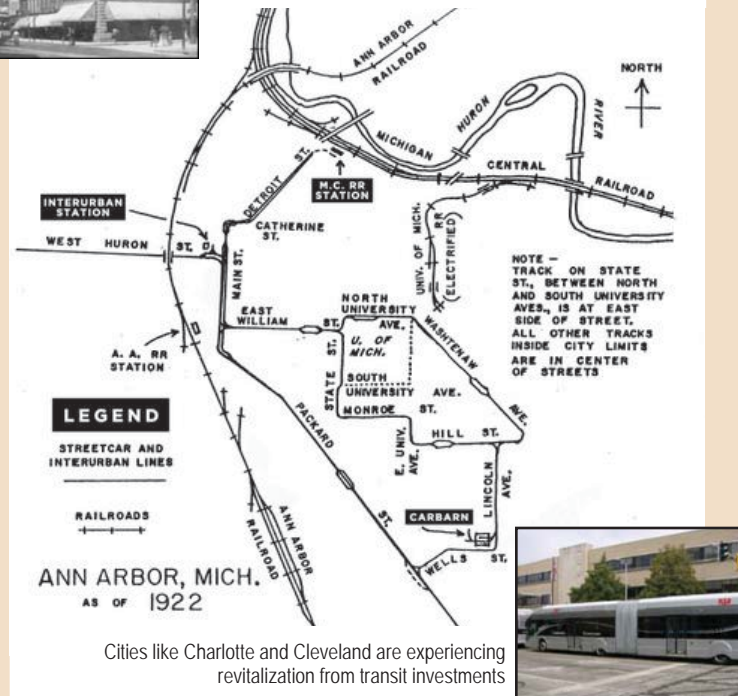 ANN ARBOR
RAILROAD
NORTH
HURON
RIVER
MICHIGAN
CENTRAL
RAILROAD
M.C. RR
STATION
DETROIT
ST.
CATHERINE
ST.
INTERURBAN
STATION
WEST HURON ST.
MAIN ST.
UNIV. OF MICH.
RR
(ELECTRIFIED)
NOTE –
TRACK ON STATE
ST., BETWEEN NORTH
AND SOUTH UNIVERSITY
AVES., IS AT EAST
SIDE OF STREET.
ALL OTHER TRACKS
INSIDE CITY LIMITS
ARE IN CENTER
OF STREETS
EAST
WILLIAM
ST.
NORTH
UNIVERSITY
AVE.
WASHTENAW
AVE.
U. OF
MICH.
STATE ST.
SOUTH
UNIVERSITY AVE.
MONROE ST.
E. UNIV.
AVE.
HILL ST.
LINCOLN
AVE.
A. A. RR
STATION
PACKARD
ST.
CARBARN
WELLS ST.
ANN ARBOR
RAILROAD
LEGEND
STREETCAR AND
INTERURBAN LINES
RAILROADS
ANN ARBOR, MICH.
AS OF 1922
Cities like Charlotte and Cleveland are experiencing
revitalization from transit investments